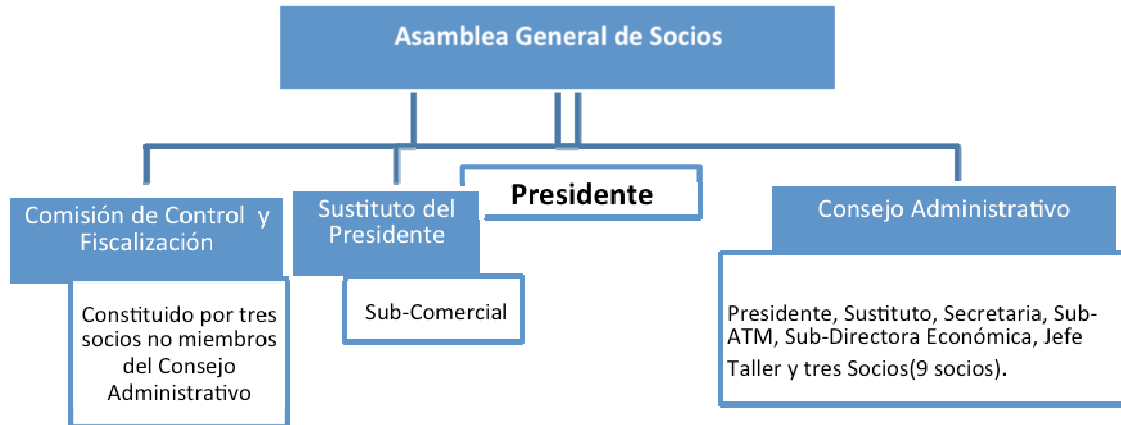 Asamblea General de Socios
Presidente
Comisión de Control y
Fiscalización
Constituido por tres
socios no miembros
del Consejo
Administrativo
Sustituto del
Presidente
Sub-Comercial
Consejo Administrativo
Presidente, Sustituto, Secretaria, Sub-
ATM, Sub-Directora Económica, Jefe
Taller y tres Socios(9 socios).